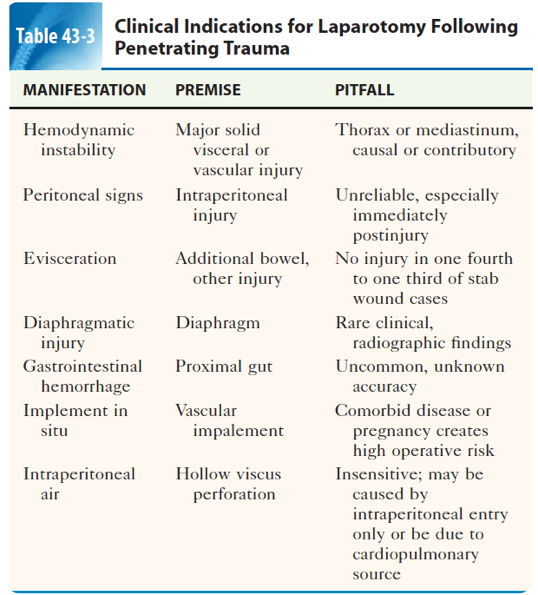 Table 43-3
Clinical Indications for Laparotomy Following
Penetrating Trauma
MANIFESTATION PREMISE PITFALL
Hemodynamic Major solid Thorax or mediastinum,
instability visceral or causal or contributory
vascular injury
Peritoneal signs Intraperitoneal Unreliable, especially
injury immediately
postinjury
Evisceration Additional bowel, No injury in one fourth
other injury to one third of stab
wound cases
Diaphragmatic Diaphragm Rare clinical,
injury radiographic findings
Gastrointestinal Proximal gut Uncommon, unknown
hemorrhage accuracy
Implement in Vascular Comorbid disease or
situ impalement pregnancy creates
high operative risk
Intraperitoneal Hollow viscus Insensitive; may be
air perforation caused by
intraperitoneal entry
only or be due to
cardiopulmonary
source